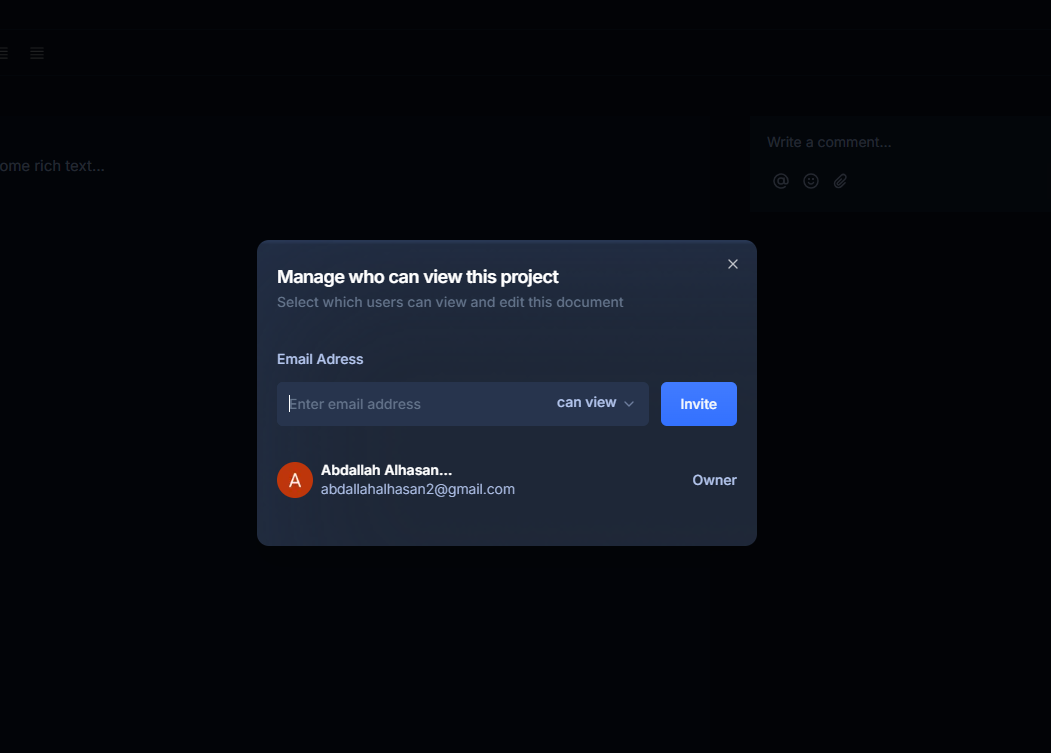 ome rich text...
Write a comment...
Manage who can view this project
Select which users can view and edit this document
Email Adress
Enter email address
can view
Invite
A
Abdallah Alhasan...
abdallahalhasan2@gmail.com
Owner